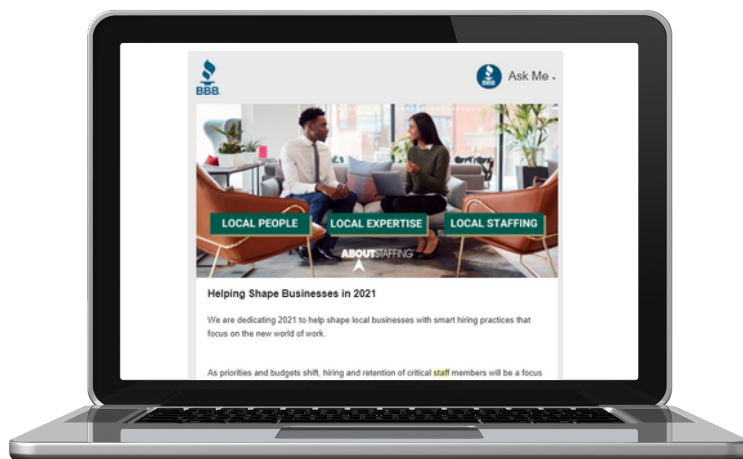 BBB.
BBB
Ask Me
LOCAL PEOPLE
LOCAL EXPERTISE
LOCAL STAFFING
ABOUTSTAFFING
Helping Shape Businesses in 2021
We are dedicating 2021 to help shape local businesses with smart hiring practices that
focus on the new world of work.
As priorities and budgets shift, hiring and retention of critical staff members will be a focus